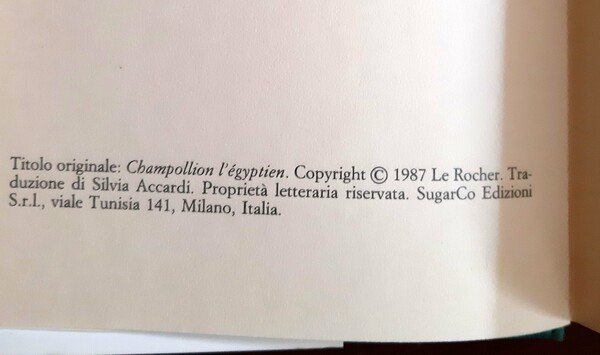 Titolo originale: Champollion l'égyptien. Copyright © 1987 Le Rocher. Tra-
duzione di Silvia Accardi. Proprietà letteraria riservata. SugarCo Edizioni
S.r.l., viale Tunisia 141, Milano, Italia.